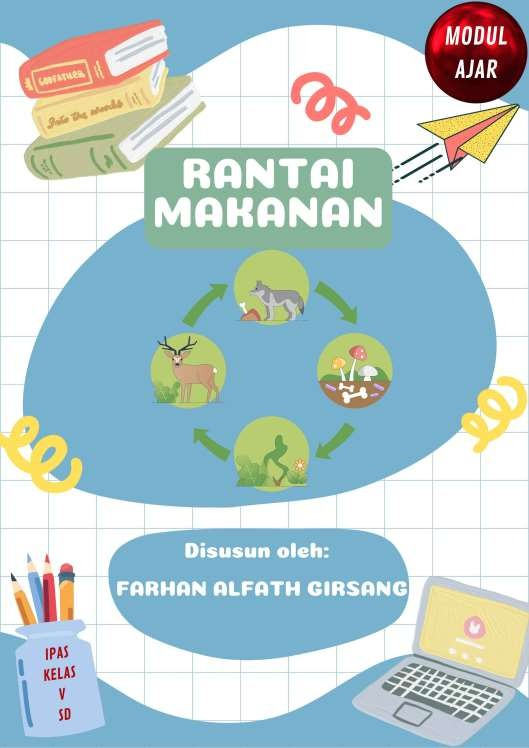 MODUL
AJAR
GODFATHER
Into the woods
RANTAI
MAKANAN
Disusun oleh:
FARHAN ALFATH GIRSANG
IPAS
KELAS
V
SD